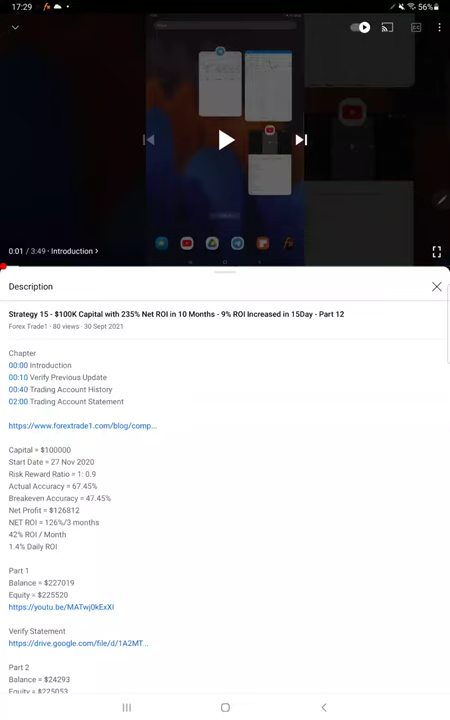 17:29
56%
0:01 / 3:49 · Introduction >
Description
Strategy 15 - $100K Capital with 235% Net ROI in 10 Months - 9% ROI Increased in 15Day - Part 12
Forex Trade1 · 80 views · 30 Sept 2021
Chapter
00:00 Introduction
00:10 Verify Previous Update
00:40 Trading Account History
02:00 Trading Account Statement
https://www.forextrade1.com/blog/comp...
Capital = $100000
Start Date = 27 Nov 2020
Risk Reward Ratio = 1: 0.9
Actual Accuracy = 67.45%
Breakeven Accuracy = 47.45%
Net Profit = $126812
NET ROI = 126%/3 months
42% ROI / Month
1.4% Daily ROI
Part 1
Balance = $227019
Equity = $225520
https://youtu.be/MATwj0kExXI
Verify Statement
https://drive.google.com/file/d/1A2MT...
Part 2
Balance = $24293
Equity = $225053